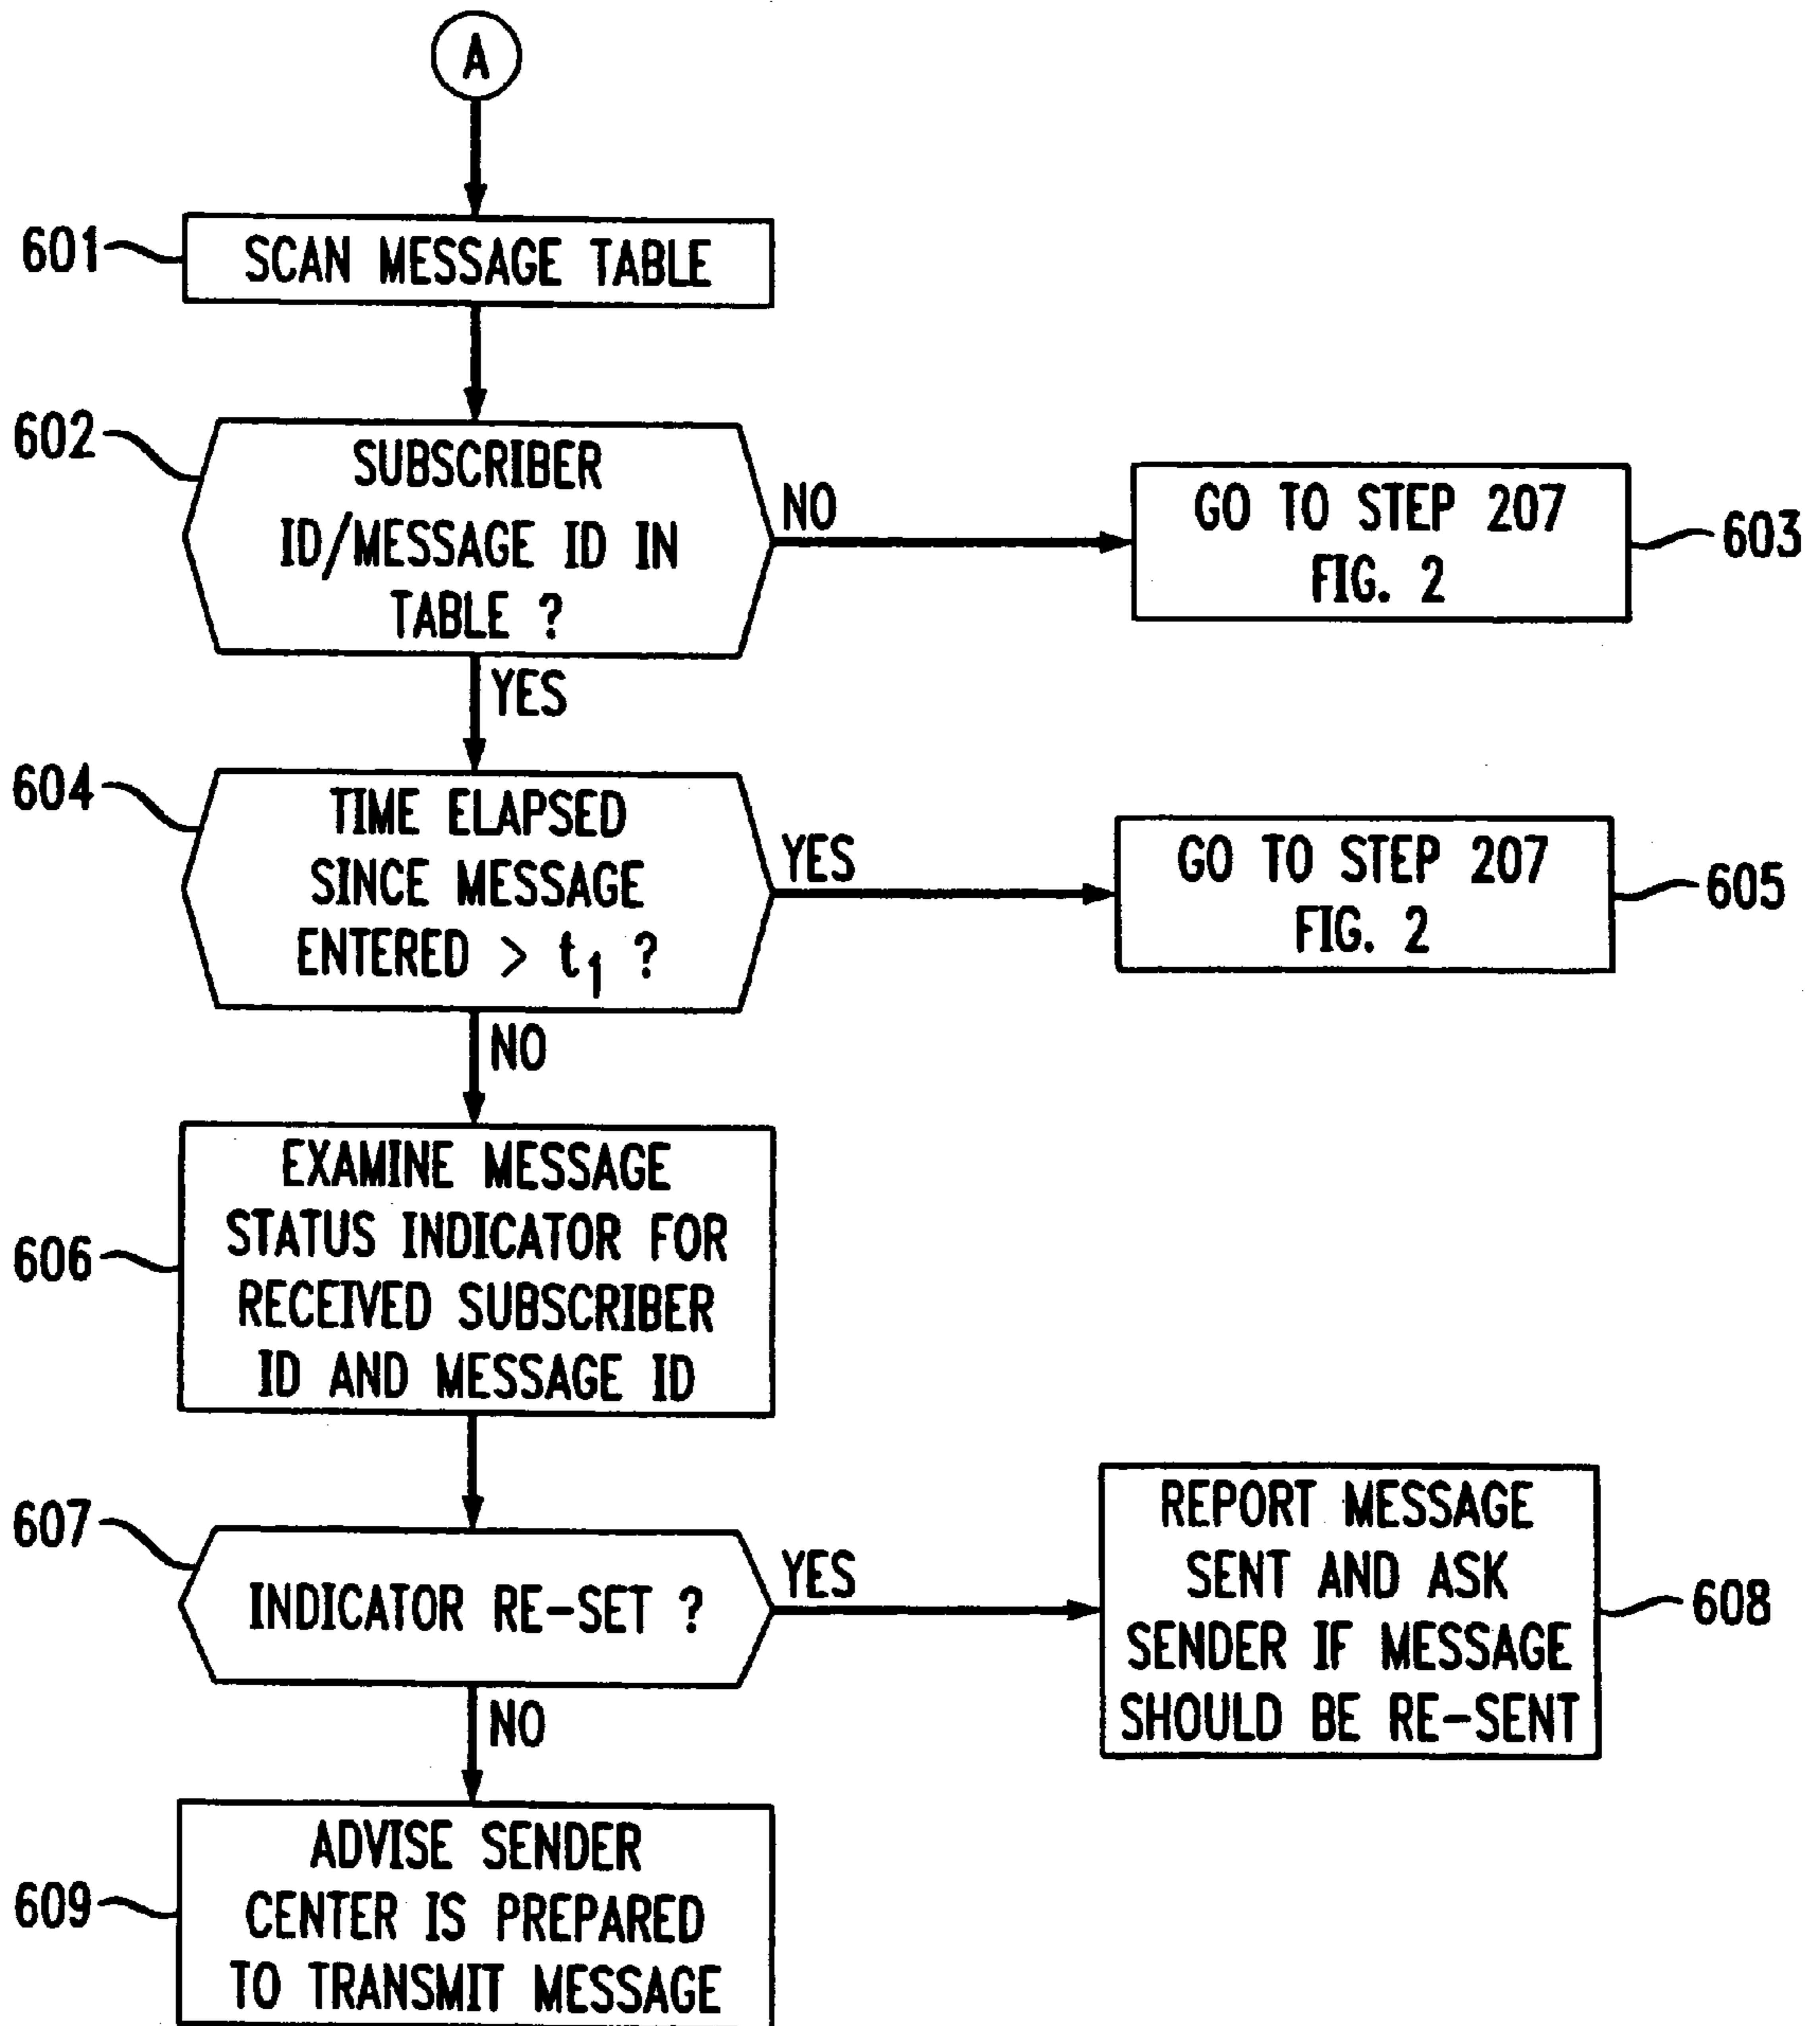 A
601
SCAN MESSAGE TABLE
602
SUBSCRIBER
ID/MESSAGE ID IN
TABLE ?
NO
GO TO STEP 207
FIG. 2
603
YES
604
TIME ELAPSED
SINCE MESSAGE
ENTERED > t₁ ?
YES
GO TO STEP 207
FIG. 2
605
NO
606
EXAMINE MESSAGE
STATUS INDICATOR FOR
RECEIVED SUBSCRIBER
ID AND MESSAGE ID
607
INDICATOR RE-SET ?
YES
REPORT MESSAGE
SENT AND ASK
SENDER IF MESSAGE
SHOULD BE RE-SENT
608
NO
609
ADVISE SENDER
CENTER IS PREPARED
TO TRANSMIT MESSAGE